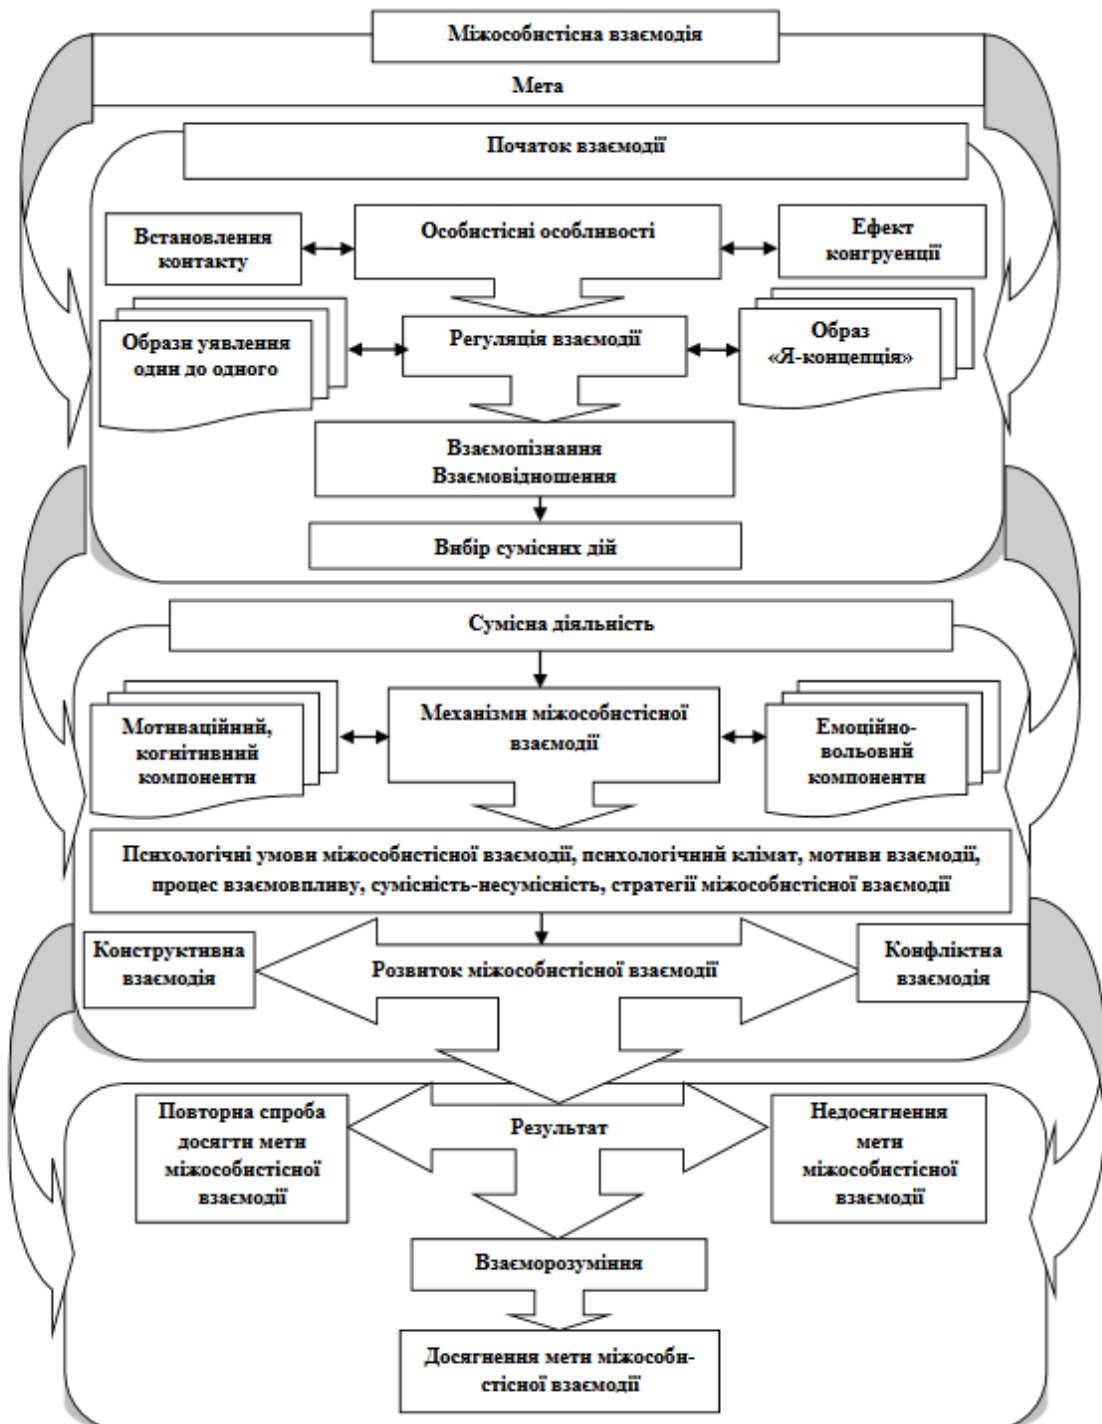 Міжособистісна взаємодія
Мета
Початок взаємодії
Встановлення
контакту
Особистісні особливості
Ефект
конгруенції
Образи уявлення
один до одного
Регуляція взаємодії
Образ
«Я-концепція»
Взаємопізнання
Взаємовідношення
Вибір сумісних дій
Сумісна діяльність
Мотиваційний,
когнітивний
компоненти
Механізми міжособистісної
взаємодії
Емоційно-
вольовий
компоненти
Психологічні умови міжособистісної взаємодії, психологічний клімат, мотиви взаємодії,
процес взаємовпливу, сумісність-несумісність, стратегії міжособистісної взаємодії
Конструктивна
взаємодія
Розвиток міжособистісної взаємодії
Конфліктна
взаємодія
Повторна спроба
досягти мети
міжособистісної
взаємодії
Результат
Недосягнення
мети
міжособистісної
взаємодії
Взаєморозуміння
Досягнення мети міжособи-
стісної взаємодії